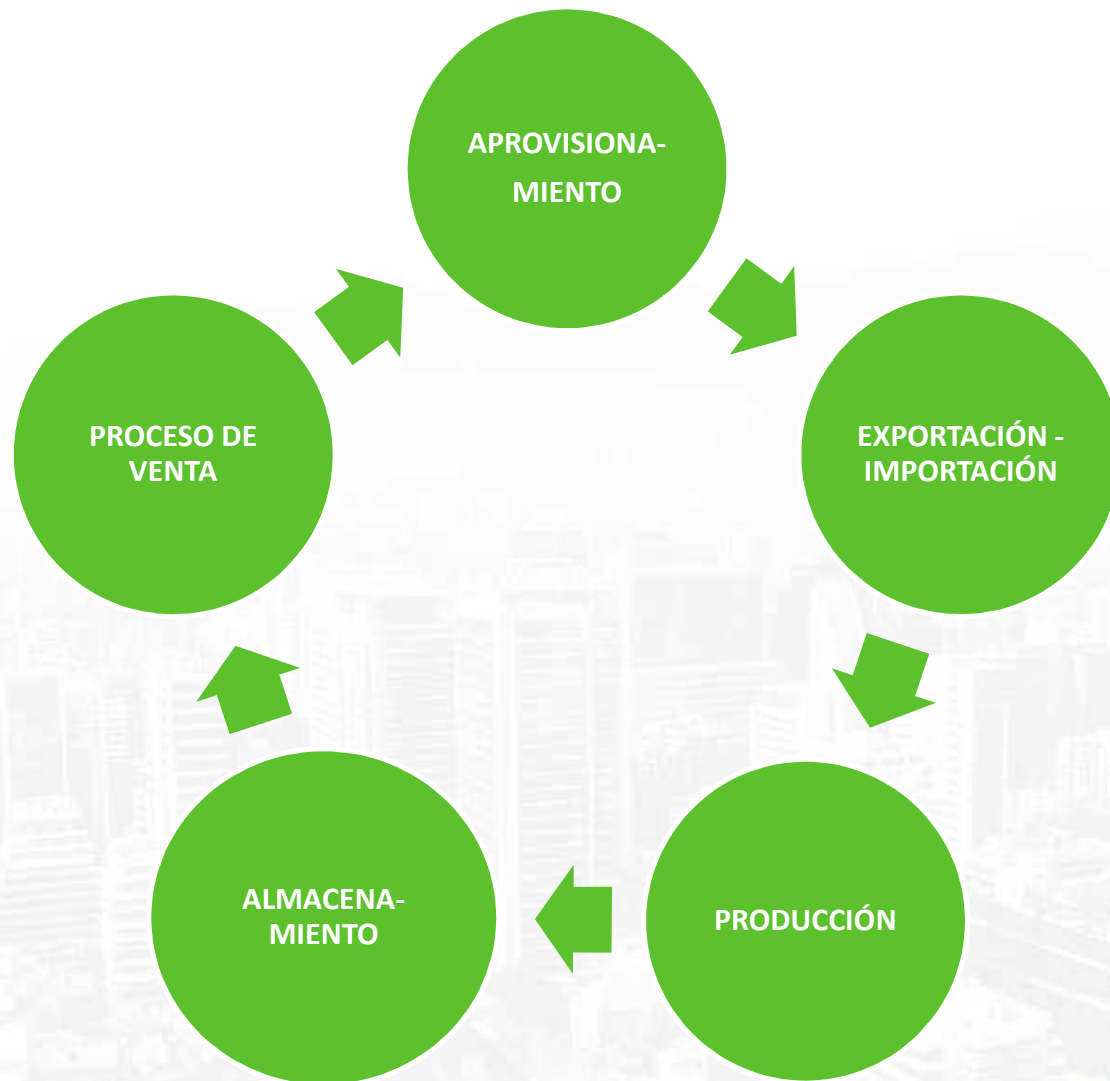 APROVISIONA-
MIENTO
EXPORTACIÓN -
IMPORTACIÓN
PRODUCCIÓN
ALMACENA-
MIENTO
PROCESO DE
VENTA